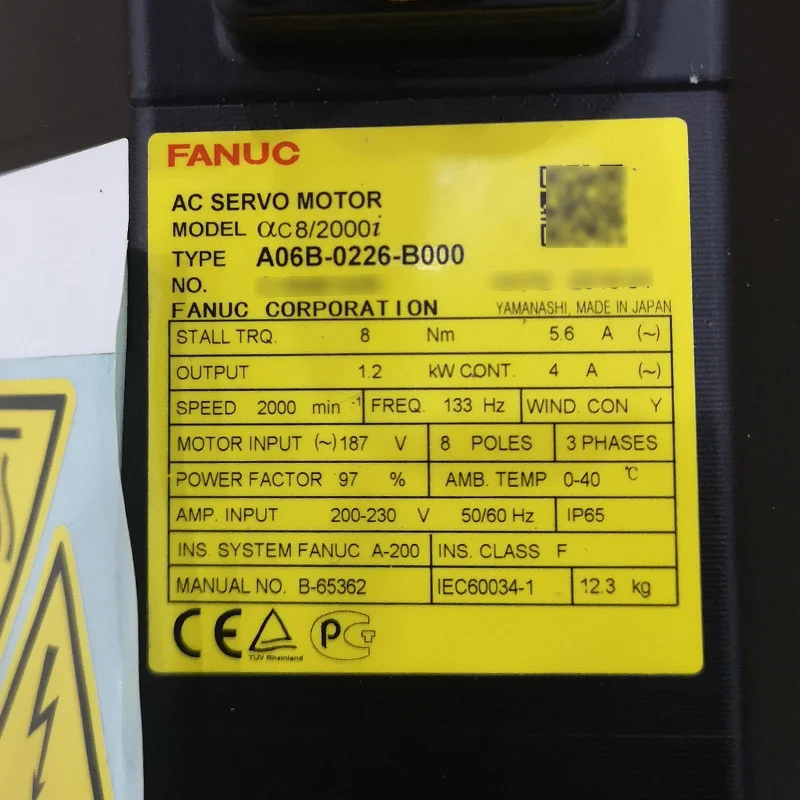 FANUC
AC SERVO MOTOR
MODEL αC8/2000i
TYPE A06B-0226-B000
NO.
FANUC CORPORATION YAMANASHI, MADE IN JAPAN
STALL TRQ. 8 Nm 5.6 A (~)
OUTPUT 1.2 kW CONT. 4 A (~)
SPEED 2000 min⁻¹ FREQ. 133 Hz WIND. CON Y
MOTOR INPUT (~) 187 V 8 POLES 3 PHASES
POWER FACTOR 97 % AMB. TEMP 0-40 ℃
AMP. INPUT 200-230 V 50/60 Hz IP65
INS. SYSTEM FANUC A-200 INS. CLASS F
MANUAL NO. B-65362 IEC60034-1 12.3 kg
CE TÜV Rheinland PCT